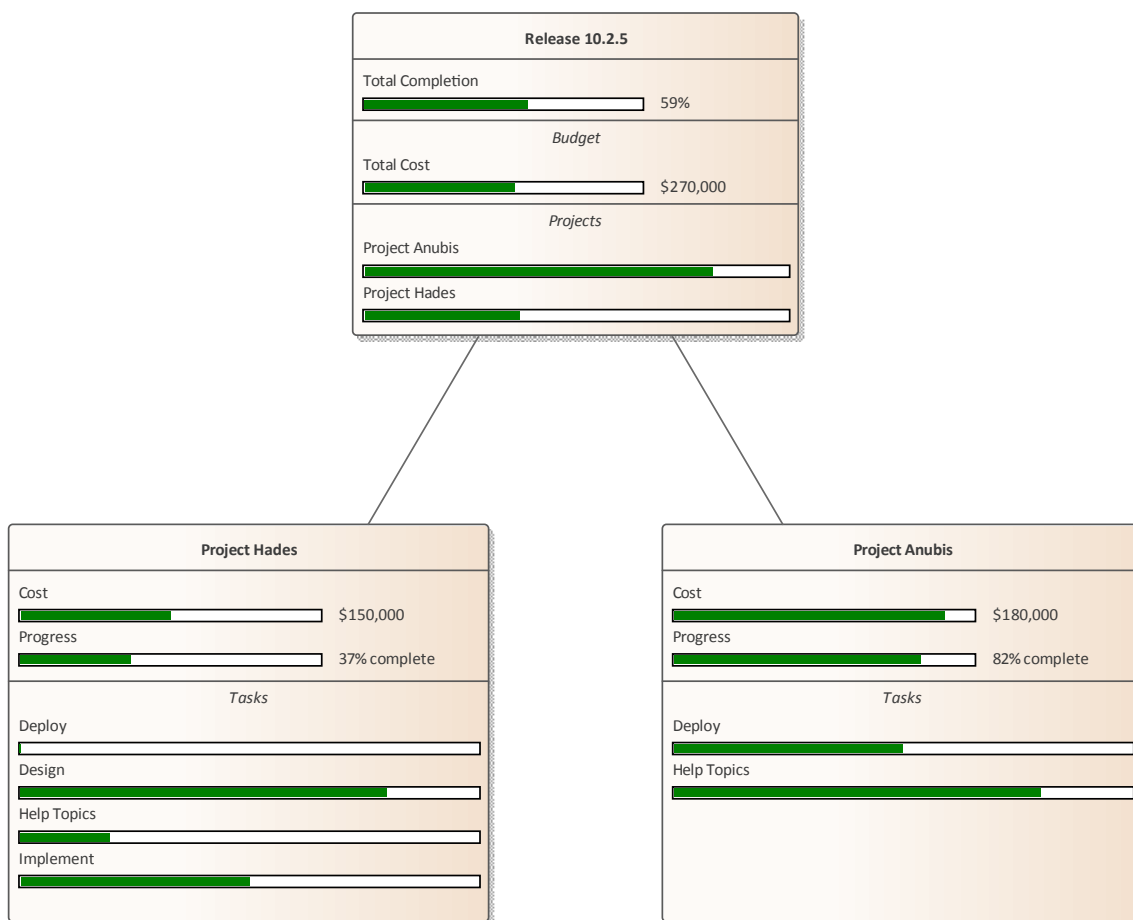 Release 10.2.5
Total Completion
59%
Budget
Total Cost
$270,000
Projects
Project Anubis
Project Hades
Project Hades
Cost
$150,000
Progress
37% complete
Tasks
Deploy
Design
Help Topics
Implement
Project Anubis
Cost
$180,000
Progress
82% complete
Tasks
Deploy
Help Topics